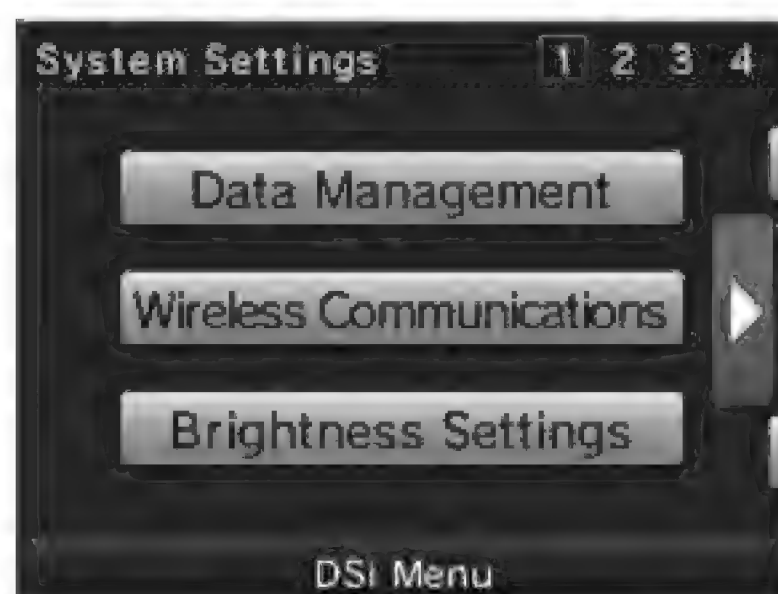 System Settings 1 2 3 4
Data Management
Wireless Communications
Brightness Settings
DSi Menu